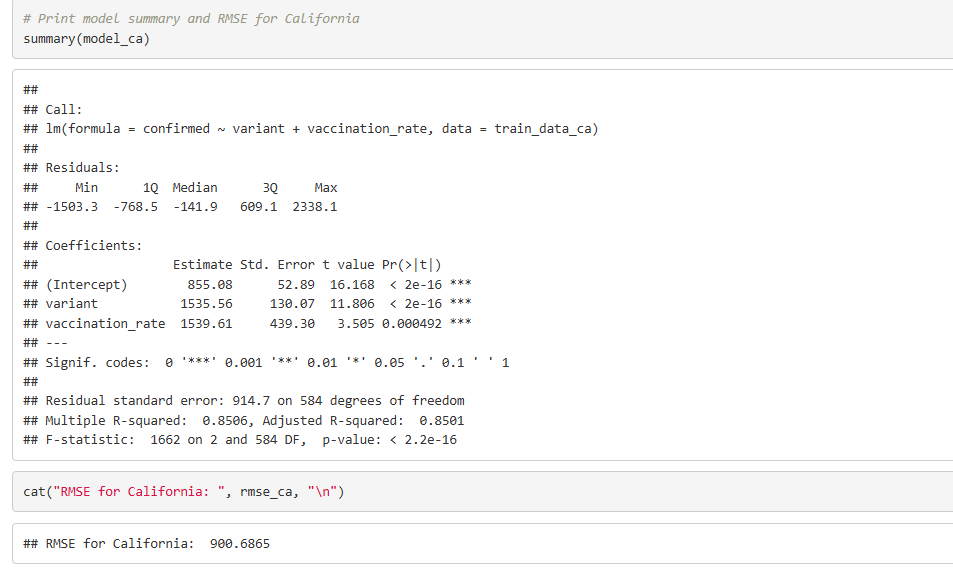 # Print model summary and RMSE for California
summary(model_ca)
##
## Call:
## lm(formula = confirmed ~ variant + vaccination_rate, data = train_data_ca)
##
## Residuals:
##     Min      1Q  Median      3Q     Max
## -1503.3  -768.5  -141.9   609.1  2338.1
##
## Coefficients:
##                  Estimate Std. Error t value Pr(>|t|)
## (Intercept)        855.08      52.89  16.168  < 2e-16 ***
## variant           1535.56     130.07  11.806  < 2e-16 ***
## vaccination_rate  1539.61     439.30   3.505 0.000492 ***
## ---
## Signif. codes:  0 '***' 0.001 '**' 0.01 '*' 0.05 '.' 0.1 ' ' 1
##
## Residual standard error: 914.7 on 584 degrees of freedom
## Multiple R-squared:  0.8506, Adjusted R-squared:  0.8501
## F-statistic:  1662 on 2 and 584 DF,  p-value: < 2.2e-16
cat("RMSE for California: ", rmse_ca, "\n")
## RMSE for California:  900.6865